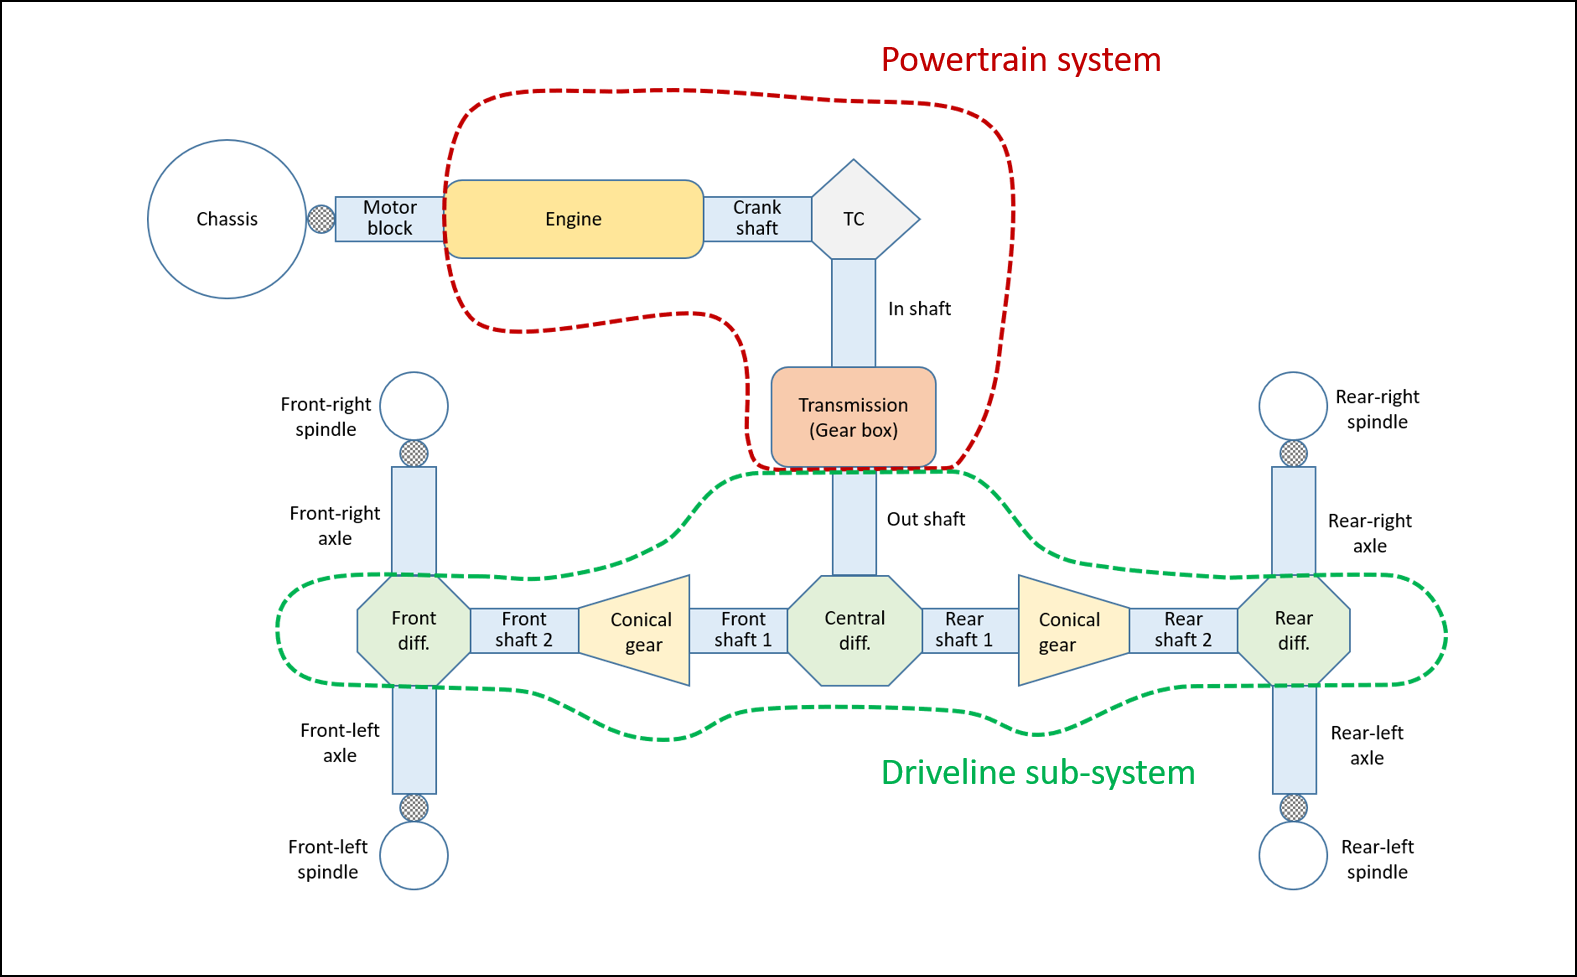 Powertrain system
Chassis
Motor
block
Engine
Crank
shaft
TC
In shaft
Transmission
(Gear box)
Front-right
spindle
Rear-right
spindle
Front-right
axle
Out shaft
Rear-right
axle
Front
diff.
Front
shaft 2
Conical
gear
Front
shaft 1
Central
diff.
Rear
shaft 1
Conical
gear
Rear
shaft 2
Rear
diff.
Front-left
axle
Rear-left
axle
Driveline sub-system
Front-left
spindle
Rear-left
spindle